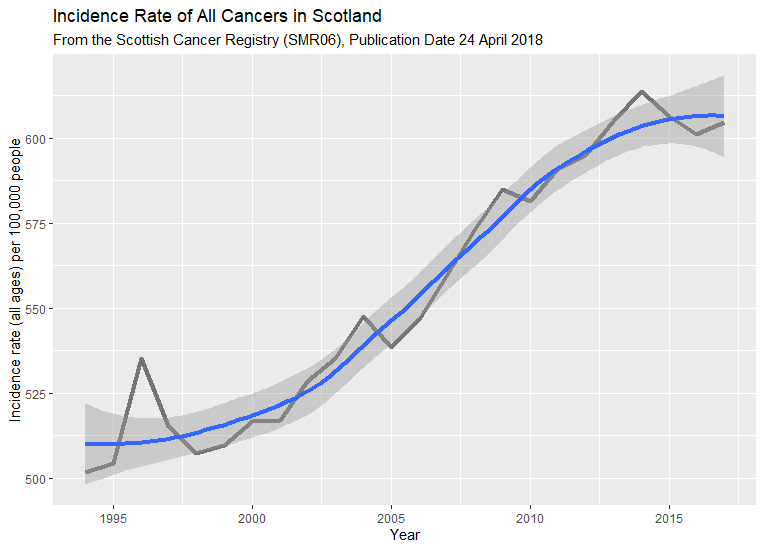 Incidence Rate of All Cancers in Scotland
From the Scottish Cancer Registry (SMR06), Publication Date 24 April 2018
Incidence rate (all ages) per 100,000 people
600
575
550
525
500
1995
2000
2005
2010
2015
Year